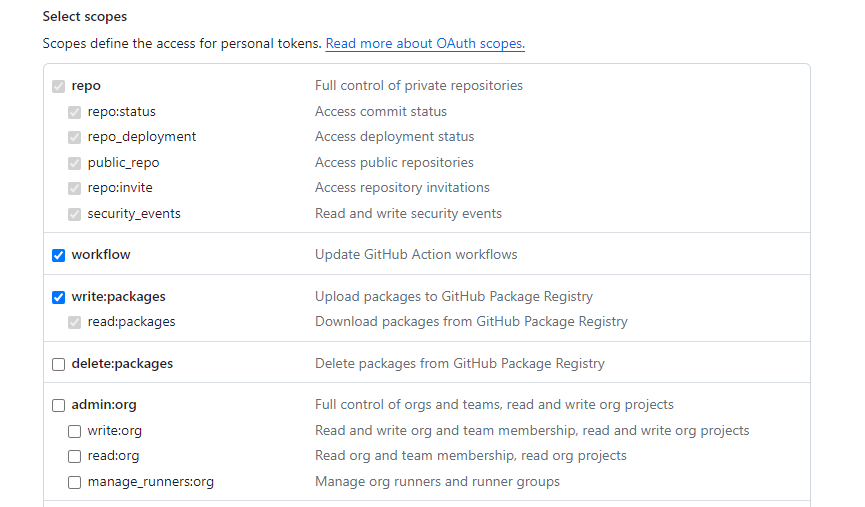 Select scopes
Scopes define the access for personal tokens. Read more about OAuth scopes.
repo Full control of private repositories
repo:status Access commit status
repo_deployment Access deployment status
public_repo Access public repositories
repo:invite Access repository invitations
security_events Read and write security events
workflow Update GitHub Action workflows
write:packages Upload packages to GitHub Package Registry
read:packages Download packages from GitHub Package Registry
delete:packages Delete packages from GitHub Package Registry
admin:org Full control of orgs and teams, read and write org projects
write:org Read and write org and team membership, read and write org projects
read:org Read org and team membership, read org projects
manage_runners:org Manage org runners and runner groups